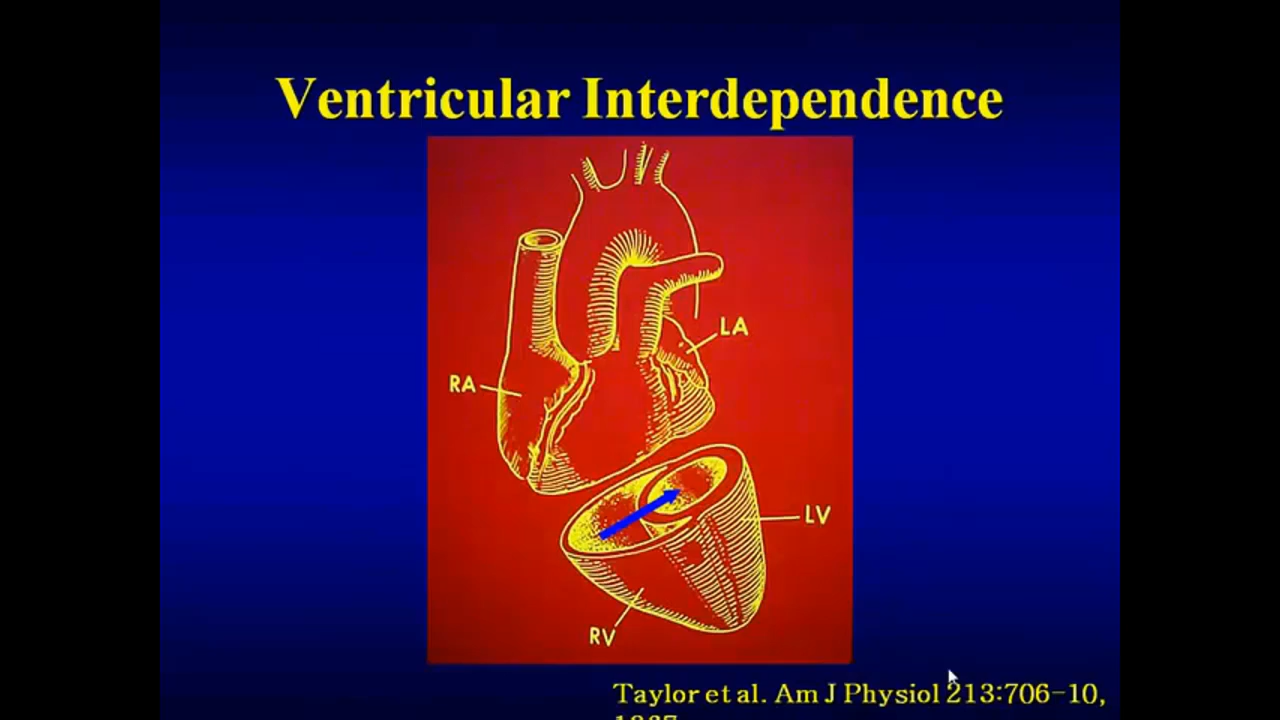 Ventricular Interdependence
LA
RA
LV
RV
Taylor et al. Am J Physiol 213:706-10,